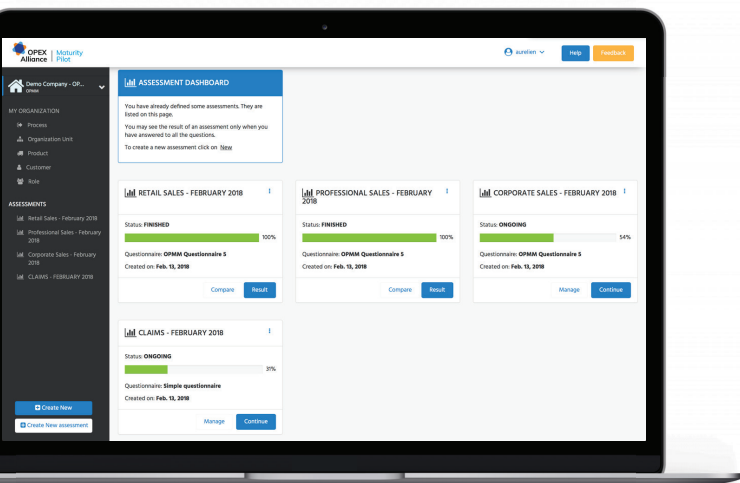 OPEX | Maturity
Alliance | Pilot
aurelien
Help
Feedback
Demo Company - OP...
OPMM
MY ORGANIZATION
Process
Organization Unit
Product
Customer
Role
ASSESSMENTS
Retail Sales - February 2018
Professional Sales - February
2018
Corporate Sales - February
2018
CLAIMS - FEBRUARY 2018
Create New
Create New assessment
ASSESSMENT DASHBOARD
You have already defined some assessments. They are
listed on this page.
You may see the result of an assessment only when you
have answered to all the questions.
To create a new assessment click on New
RETAIL SALES - FEBRUARY 2018
Status: FINISHED
100%
Questionnaire: OPMM Questionnaire 5
Created on: Feb. 13, 2018
Compare
Result
PROFESSIONAL SALES - FEBRUARY
2018
Status: FINISHED
100%
Questionnaire: OPMM Questionnaire 5
Created on: Feb. 13, 2018
Compare
Result
CORPORATE SALES - FEBRUARY 2018
Status: ONGOING
54%
Questionnaire: OPMM Questionnaire 5
Created on: Feb. 13, 2018
Manage
Continue
CLAIMS - FEBRUARY 2018
Status: ONGOING
31%
Questionnaire: Simple questionnaire
Created on: Feb. 13, 2018
Manage
Continue